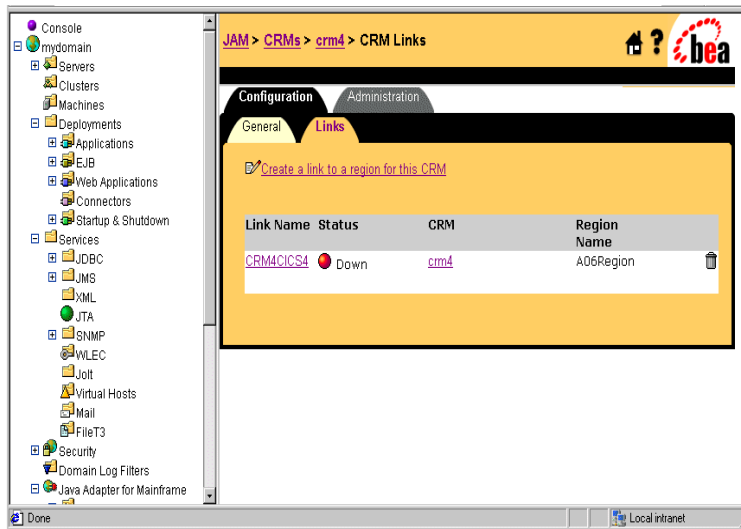 Console
mydomain
Servers
Clusters
Machines
Deployments
Applications
EJB
Web Applications
Connectors
Startup & Shutdown
Services
JDBC
JMS
XML
JTA
SNMP
WLEC
Jolt
Virtual Hosts
Mail
FileT3
Security
Domain Log Filters
Java Adapter for Mainframe
JAM > CRMs > crm4 > CRM Links
?
bea
Configuration Administration
General Links
Create a link to a region for this CRM
Link Name Status CRM Region
Name
CRM4CICS4 Down crm4 A06Region
Done Local intranet